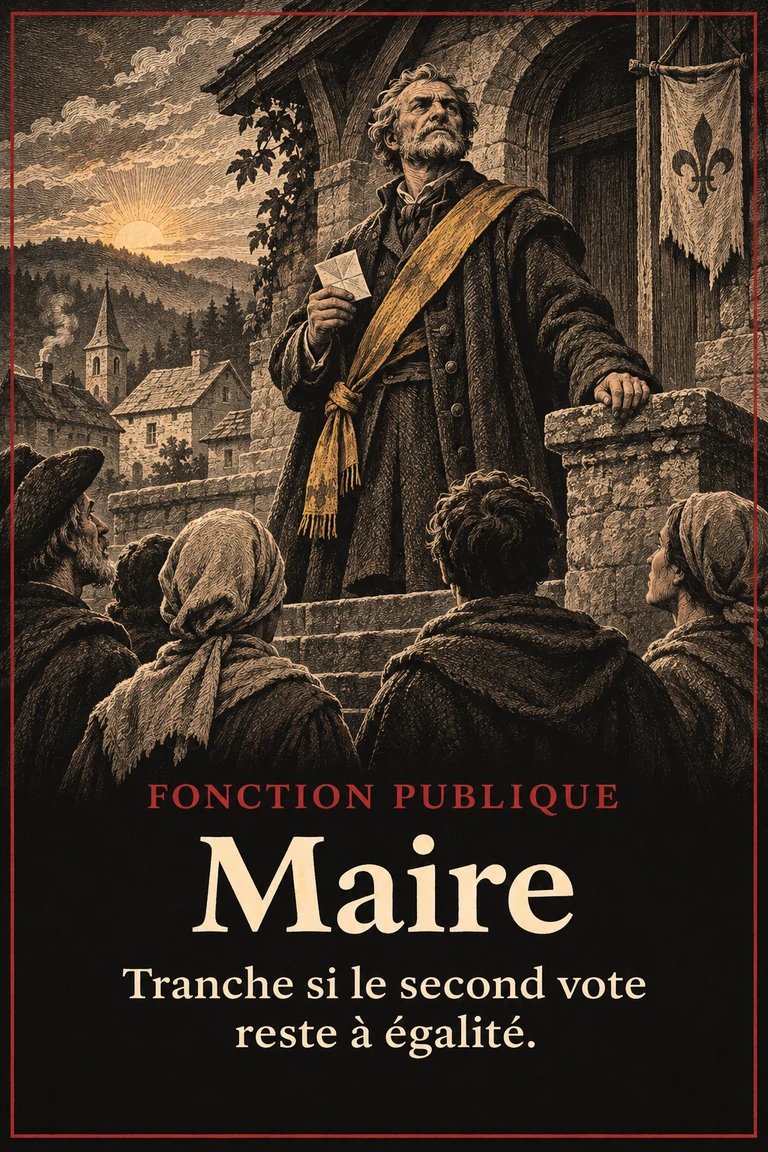 FONCTION PUBLIQUE
Maire
Tranche si le second vote
reste à égalité.